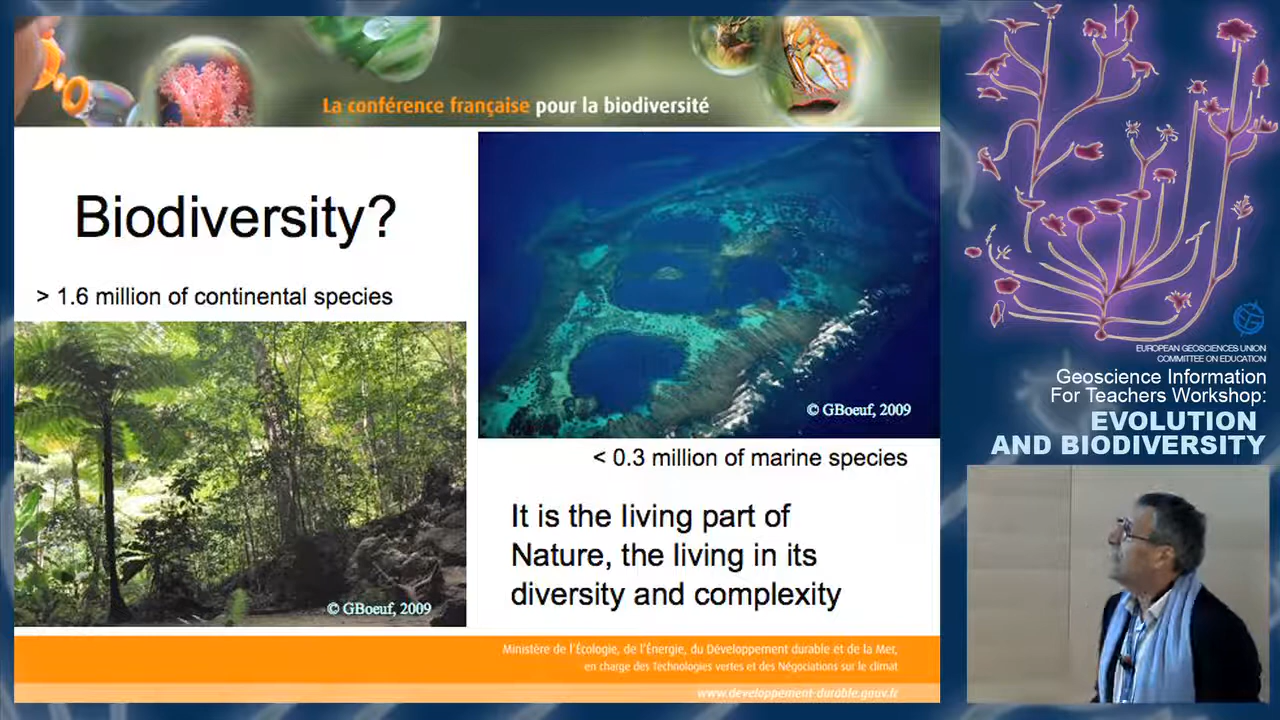 La conférence française pour la biodiversité
Biodiversity?
> 1.6 million of continental species
© GBoeuf, 2009
© GBoeuf, 2009
< 0.3 million of marine species
It is the living part of
Nature, the living in its
diversity and complexity
Ministère de l'Écologie, de l'Énergie, du Développement durable et de la Mer,
en charge des Technologies vertes et des Négociations sur le climat
www.developpement-durable.gouv.fr
EUROPEAN GEOSCIENCES UNION
COMMITTEE ON EDUCATION
Geoscience Information
For Teachers Workshop:
EVOLUTION
AND BIODIVERSITY